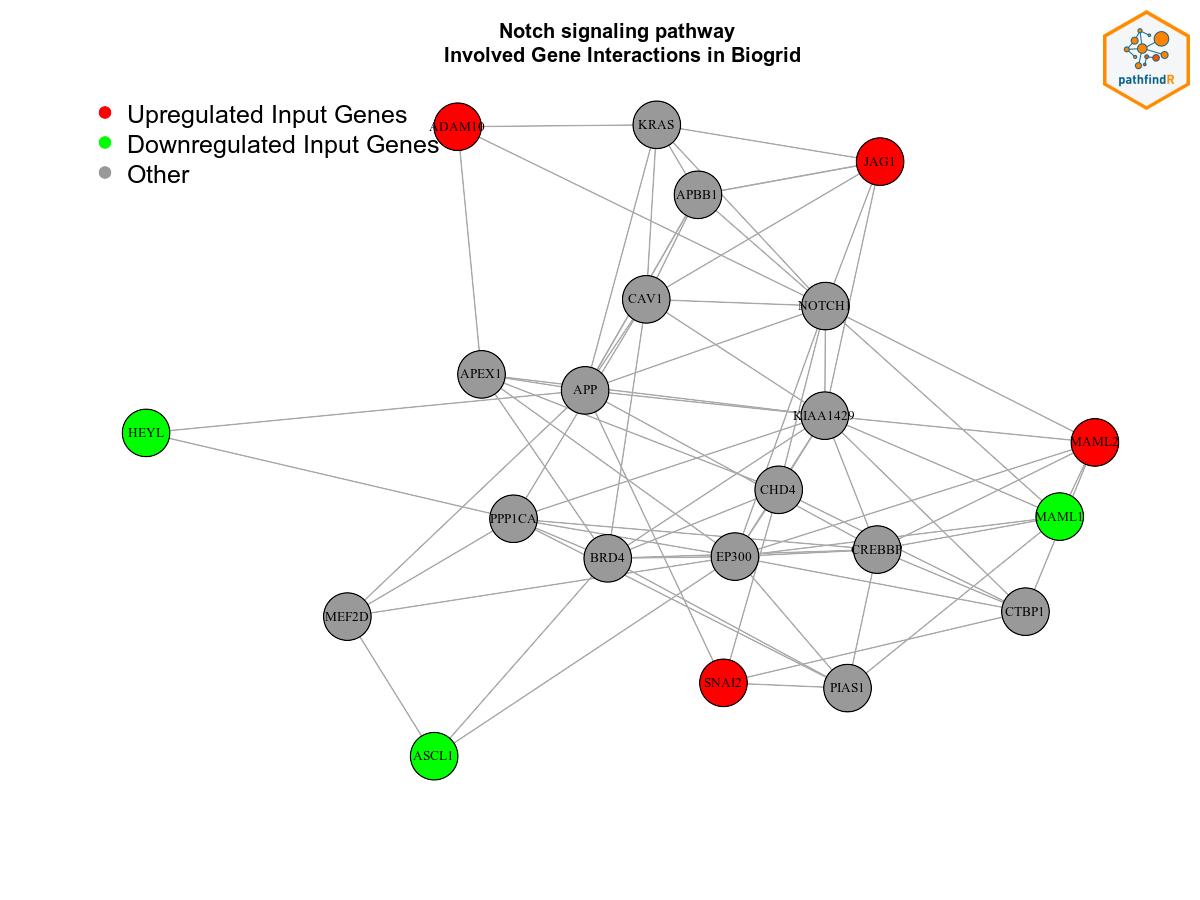 Notch signaling pathway
Involved Gene Interactions in Biogrid
pathfindR
Upregulated Input Genes
Downregulated Input Genes
Other
ADAM10
KRAS
JAG1
APBB1
CAV1
NOTCH1
APEX1
APP
KIAA1429
HEYL
MAML2
CHD4
PPP1CA
MAML1
BRD4
EP300
CREBBP
MEF2D
CTBP1
SNAI2
PIAS1
ASCL1